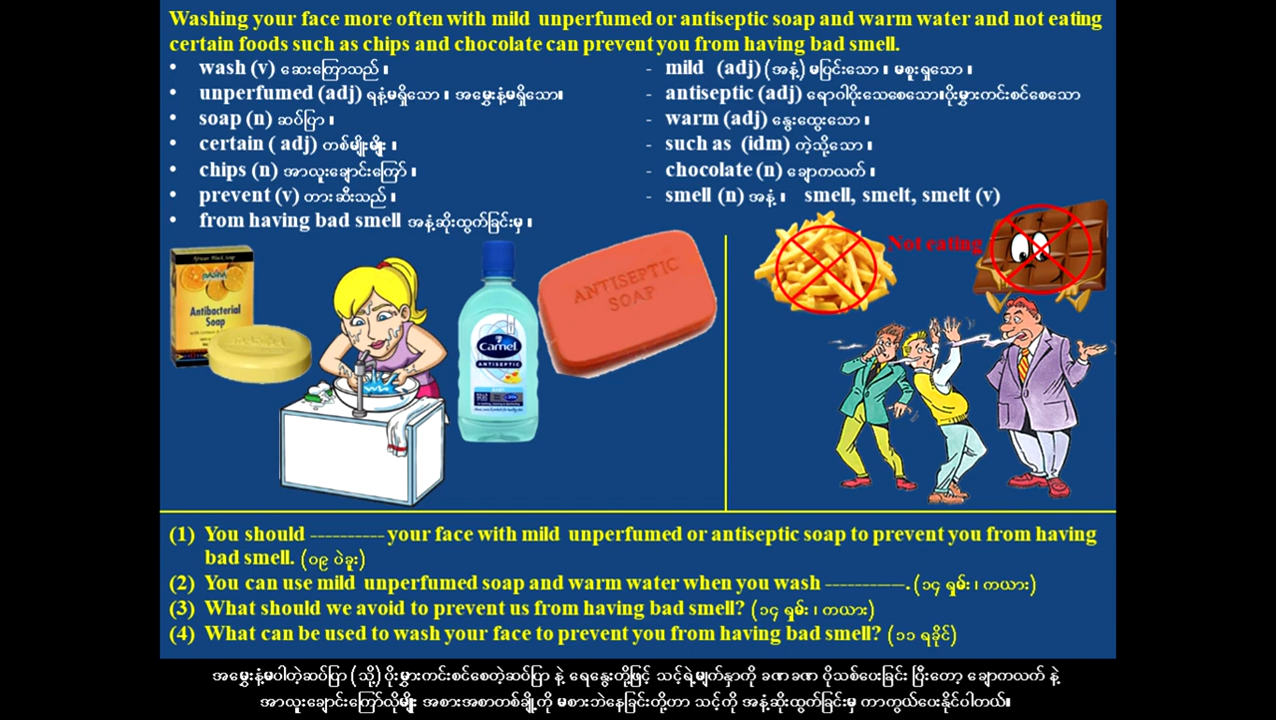 Washing your face more often with mild unperfumed or antiseptic soap and warm water and not eating
certain foods such as chips and chocolate can prevent you from having bad smell.
• wash (v) ဆေးကြောသည် ။
- mild (adj) (အနံ့) မပြင်းသော ၊ မစူးရှသော ။
• unperfumed (adj) ရနံ့မရှိသော ၊ အမွှေးနံ့မရှိသော။
- antiseptic (adj) ရောဂါပိုးသေစေသော၊ပိုးမွှားကင်းစင်စေသော
• soap (n) ဆပ်ပြာ ။
- warm (adj) နွေးထွေးသော ။
• certain ( adj) တစ်မျိုးမျိုး ။
- such as (idm) ကဲ့သို့သော ။
• chips (n) အာလူးချောင်းကြော် ။
- chocolate (n) ချောကလက် ။
• prevent (v) တားဆီးသည် ။
- smell (n) အနံ့ ။ smell, smelt, smelt (v)
• from having bad smell အနံ့ဆိုးထွက်ခြင်းမှ ။
Not eating
African Black Soap
Antibacterial
Soap
Camel
ANTISEPTIC
ANTISEPTIC
SOAP
(1) You should ---------- your face with mild unperfumed or antiseptic soap to prevent you from having
bad smell. (၀၉ ပဲခူး)
(2) You can use mild unperfumed soap and warm water when you wash -----------. (၁၄ ရှမ်း ၊ ကယား)
(3) What should we avoid to prevent us from having bad smell? (၁၄ ရှမ်း ၊ ကယား)
(4) What can be used to wash your face to prevent you from having bad smell? (၁၁ ရခိုင်)
အမွှေးနံ့မပါတဲ့ဆပ်ပြာ (သို့) ပိုးမွှားကင်းစင်စေတဲ့ဆပ်ပြာ နဲ့ ရေနွေးတို့ဖြင့် သင့်ရဲ့မျက်နှာကို ခဏခဏ ပိုသစ်ပေးခြင်း ပြီးတော့ ချောကလက် နဲ့
အာလူးချောင်းကြော်လိုမျိုး အစားအစာတစ်ချို့ကို မစားဘဲနေခြင်းတို့ဟာ သင့်ကို အနံ့ဆိုးထွက်ခြင်းမှ ကာကွယ်ပေးနိုင်ပါတယ်။